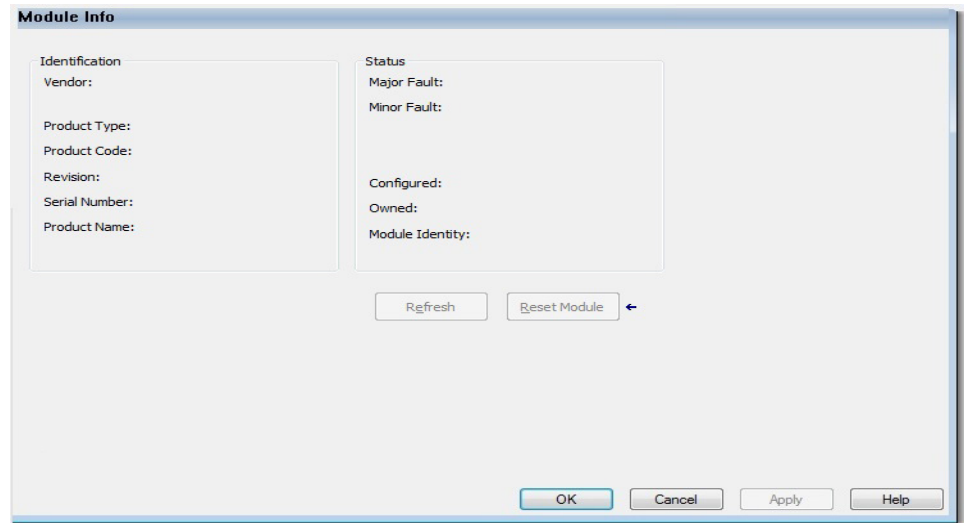 Module Info
Identification
Vendor:
Product Type:
Product Code:
Revision:
Serial Number:
Product Name:
Status
Major Fault:
Minor Fault:
Configured:
Owned:
Module Identity:
Refresh
Reset Module
OK
Cancel
Apply
Help